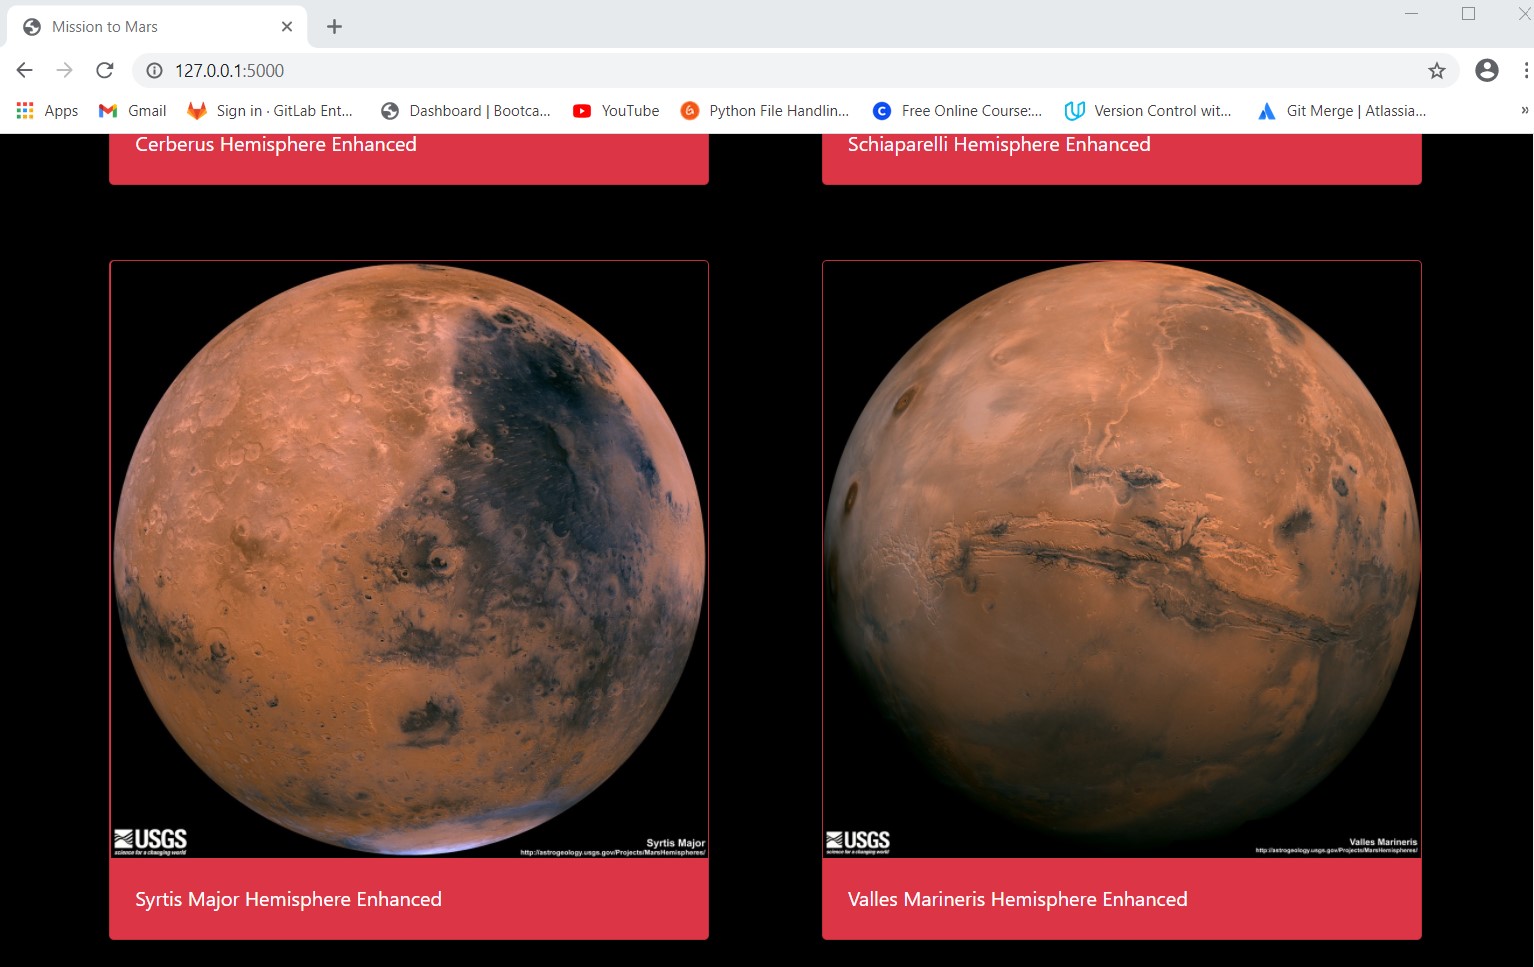 Mission to Mars
127.0.0.1:5000
Apps
Gmail
Sign in · GitLab Ent...
Dashboard | Bootca...
YouTube
Python File Handlin...
Free Online Course:...
Version Control wit...
Git Merge | Atlassia...
»
Cerberus Hemisphere Enhanced
Schiaparelli Hemisphere Enhanced
USGS
science for a changing world
Syrtis Major
http://astrogeology.usgs.gov/Projects/MarsHemispheres/
USGS
science for a changing world
Valles Marineris
http://astrogeology.usgs.gov/Projects/MarsHemispheres/
Syrtis Major Hemisphere Enhanced
Valles Marineris Hemisphere Enhanced